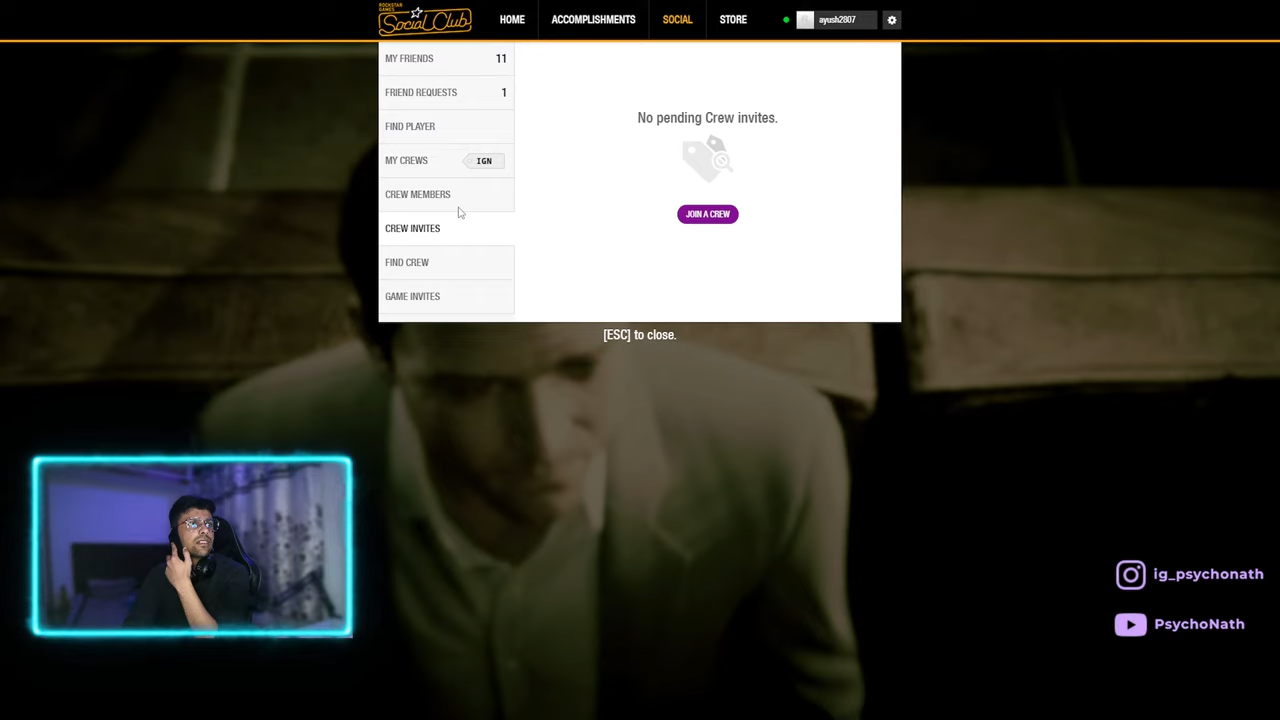 ROCKSTAR
GAMES
Social Club
HOME
ACCOMPLISHMENTS
SOCIAL
STORE
ayush2807
MY FRIENDS 11
FRIEND REQUESTS 1
FIND PLAYER
MY CREWS IGN
CREW MEMBERS
CREW INVITES
FIND CREW
GAME INVITES
No pending Crew invites.
JOIN A CREW
[ESC] to close.
ig_psychonath
PsychoNath